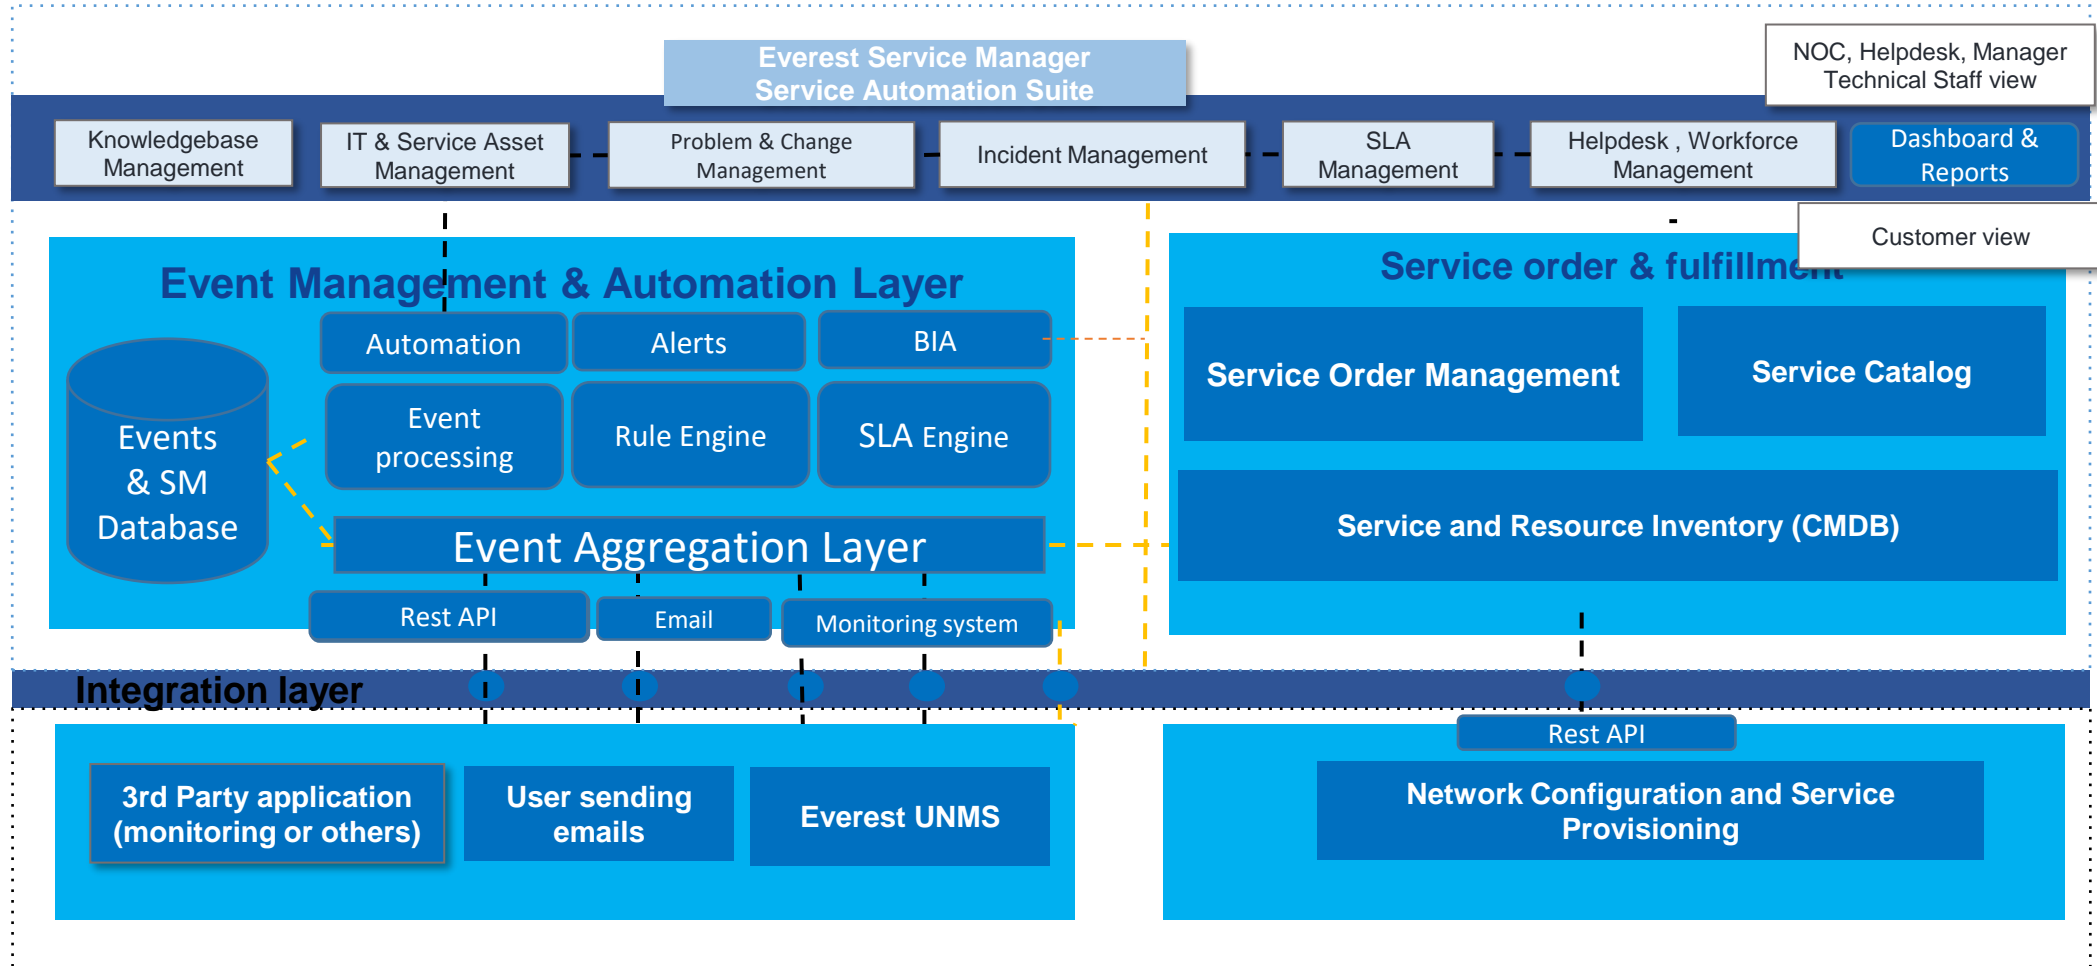 Everest Service Manager
Service Automation Suite
NOC, Helpdesk, Manager
Technical Staff view
Knowledgebase
Management
IT & Service Asset
Management
Problem & Change
Management
Incident Management
SLA
Management
Helpdesk , Workforce
Management
Dashboard &
Reports
Customer view
Event Management & Automation Layer
Automation
Alerts
BIA
Events
& SM
Database
Event
processing
Rule Engine
SLA Engine
Event Aggregation Layer
Rest API
Email
Monitoring system
Service order & fulfillment
Service Order Management
Service Catalog
Service and Resource Inventory (CMDB)
Integration layer
3rd Party application
(monitoring or others)
User sending
emails
Everest UNMS
Rest API
Network Configuration and Service
Provisioning